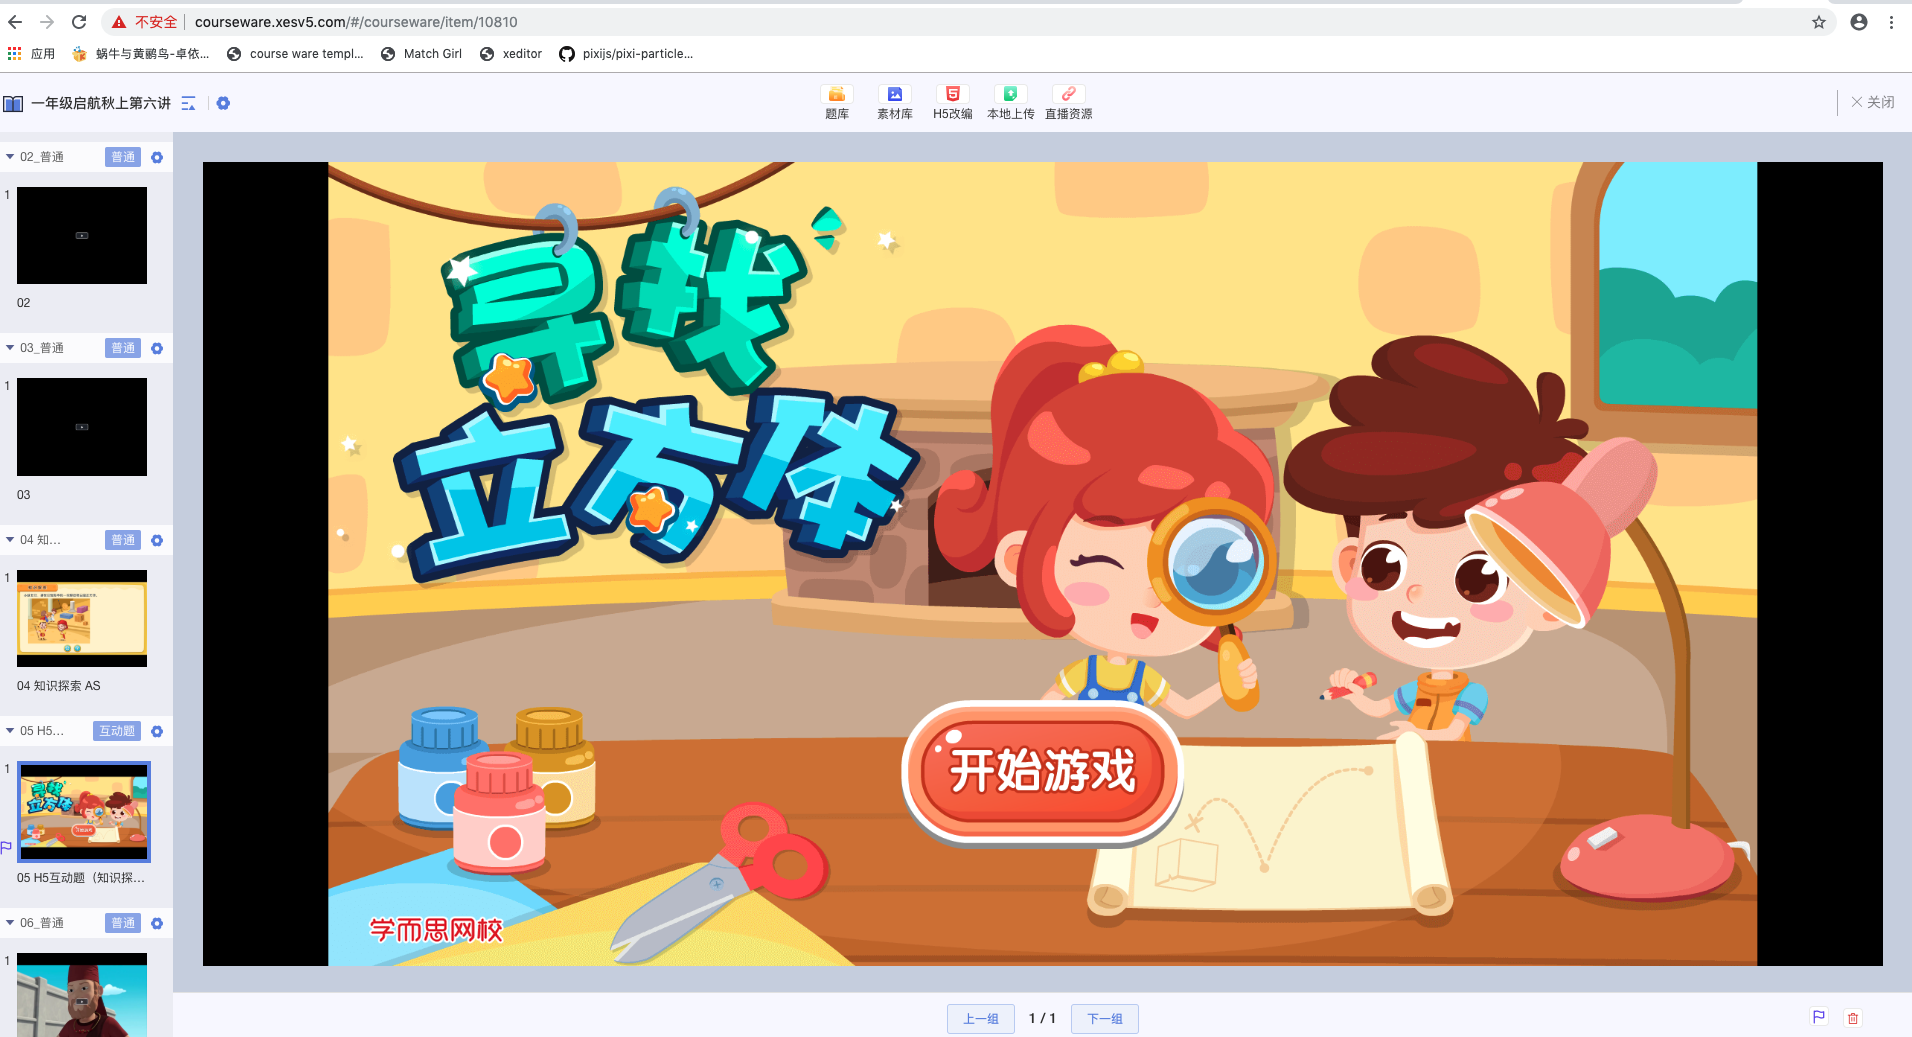 不安全 courseware.xesv5.com/#/courseware/item/10810
应用 蜗牛与黄鹂鸟-卓依... course ware templ... Match Girl xeditor pixijs/pixi-particle...
一年级启航秋上第六讲
题库 素材库 H5改编 本地上传 直播资源
关闭
02_普通 普通
1
02
03_普通 普通
1
03
04 知... 普通
1
04 知识探索 AS
05 H5... 互动题
1
05 H5互动题（知识探...
06_普通 普通
1
寻找
立方体
开始游戏
学而思网校
上一组 1 / 1 下一组